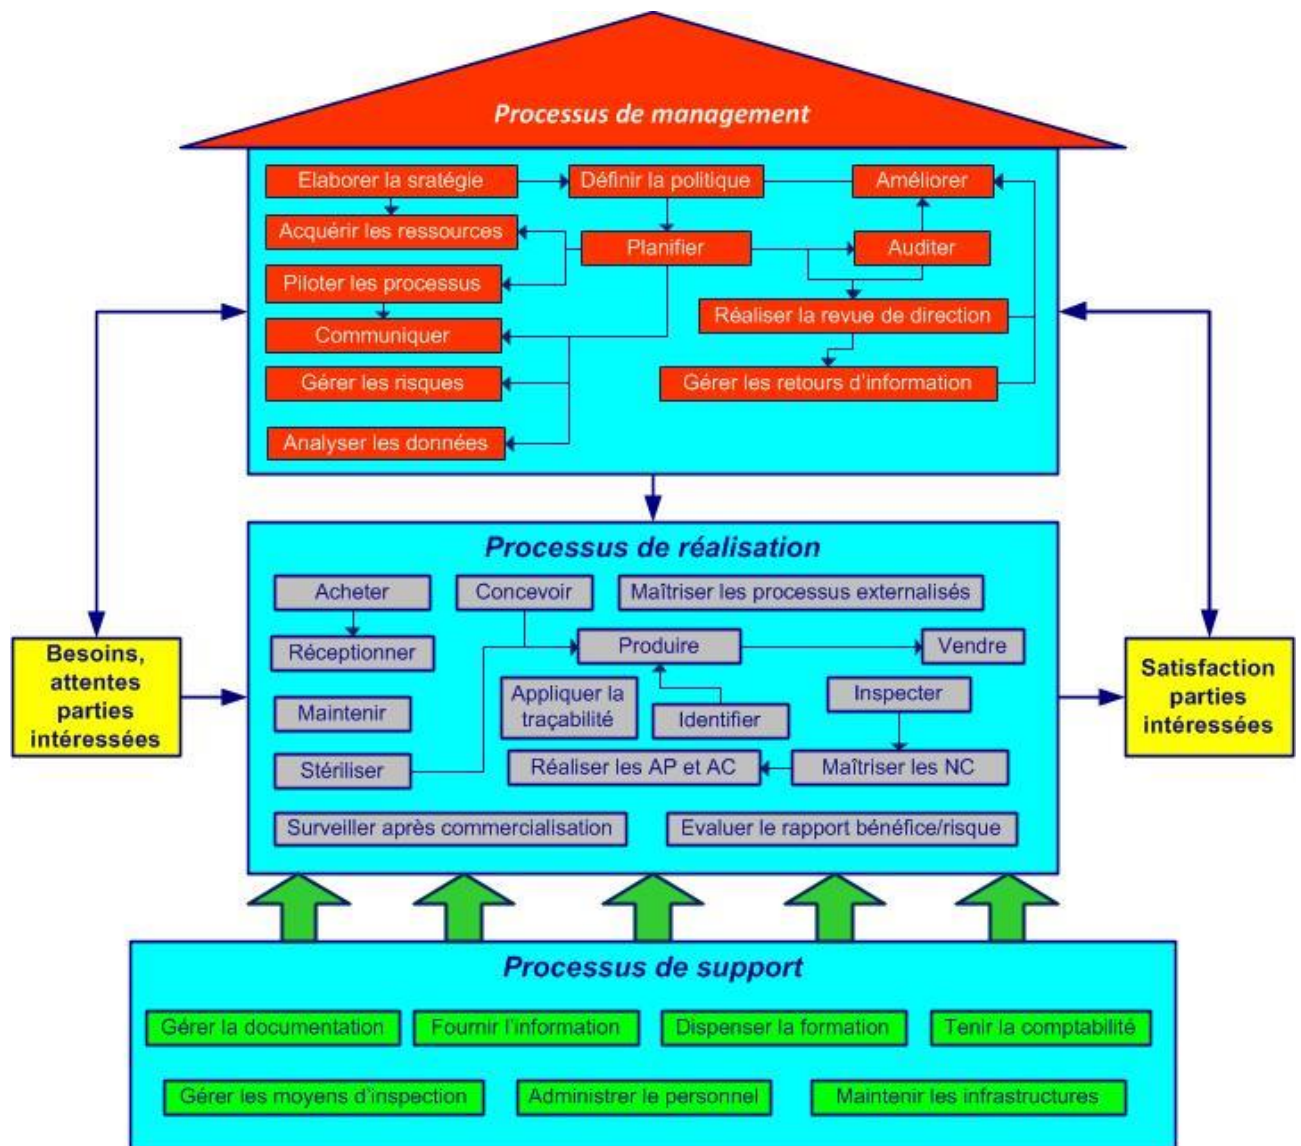 Processus de management
Elaborer la sratégie
Définir la politique
Améliorer
Acquérir les ressources
Planifier
Auditer
Piloter les processus
Réaliser la revue de direction
Communiquer
Gérer les risques
Gérer les retours d'information
Analyser les données
Processus de réalisation
Acheter
Concevoir
Maîtriser les processus externalisés
Réceptionner
Produire
Vendre
Besoins,
attentes
parties
intéressées
Satisfaction
parties
intéressées
Maintenir
Appliquer la
traçabilité
Identifier
Inspecter
Stériliser
Réaliser les AP et AC
Maîtriser les NC
Surveiller après commercialisation
Evaluer le rapport bénéfice/risque
Processus de support
Gérer la documentation
Fournir l'information
Dispenser la formation
Tenir la comptabilité
Gérer les moyens d'inspection
Administrer le personnel
Maintenir les infrastructures